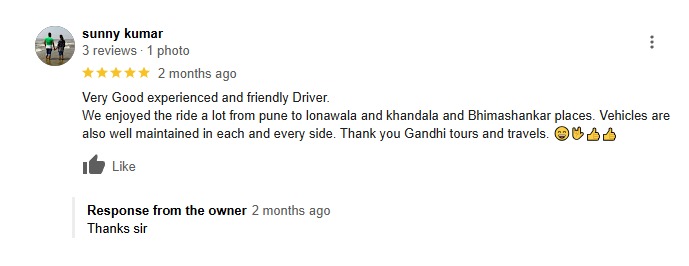 sunny kumar
3 reviews · 1 photo
2 months ago
Very Good experienced and friendly Driver.
We enjoyed the ride a lot from pune to lonawala and khandala and Bhimashankar places. Vehicles are
also well maintained in each and every side. Thank you Gandhi tours and travels. 😄🤟👍👍
Like
Response from the owner 2 months ago
Thanks sir